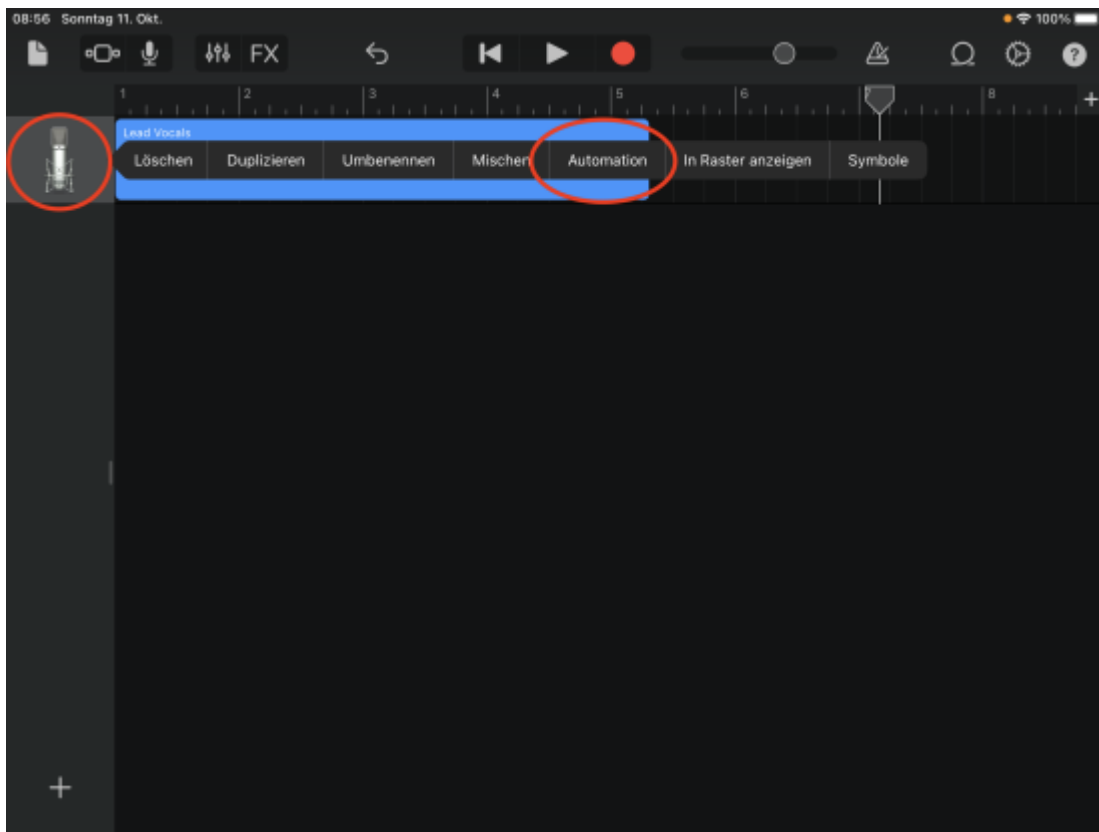 08:56 Sonntag 11. Okt. 100%
FX ?
1 2 3 4 5 6 7 8 +
Lead Vocals
Löschen Duplizieren Umbenennen Mischen Automation In Raster anzeigen Symbole
+